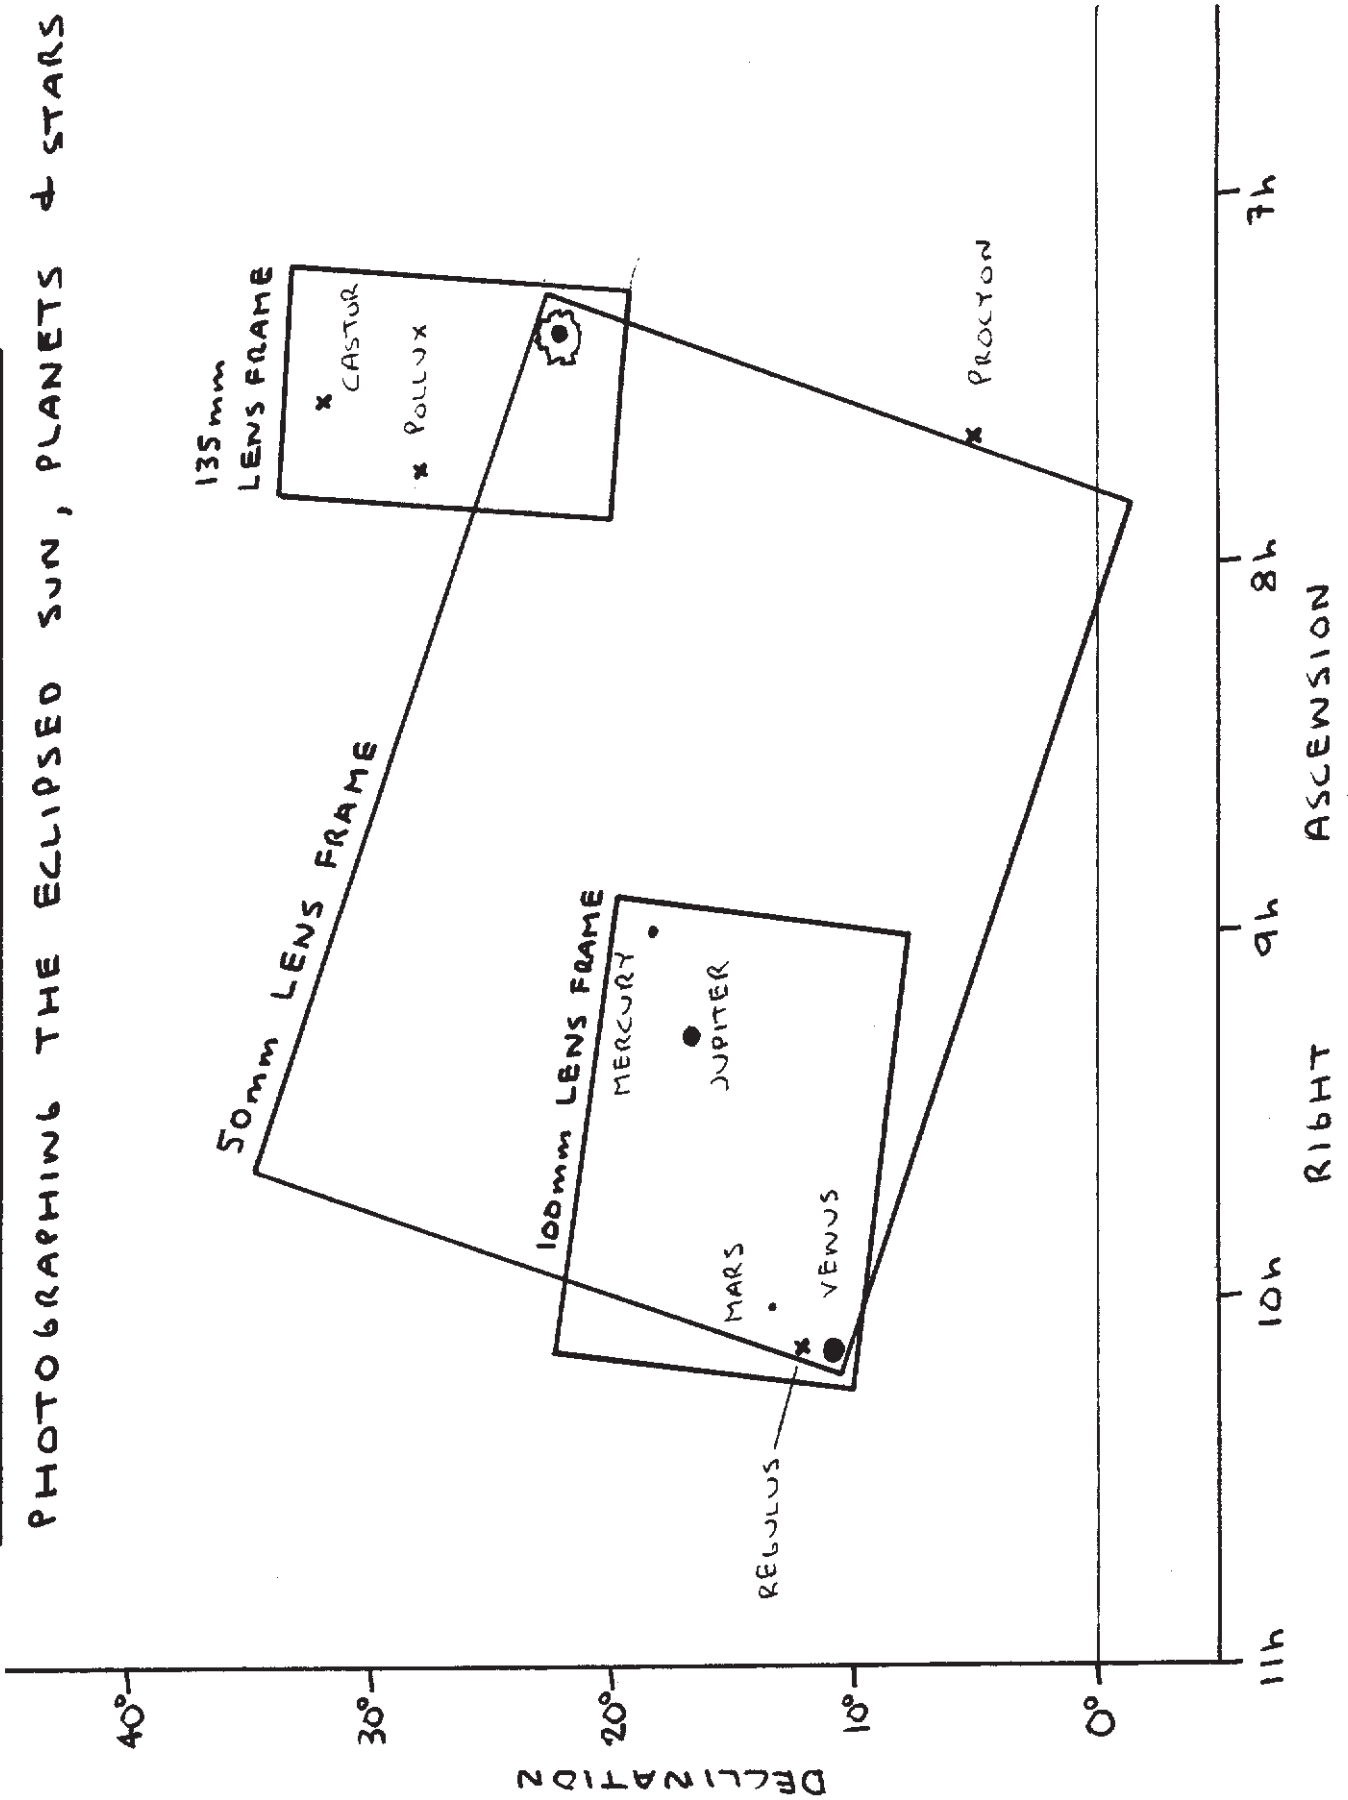 PHOTOGRAPHING THE ECLIPSED SUN, PLANETS & STARS
135mm
LENS FRAME
CASTOR
POLLUX
50mm LENS FRAME
100mm LENS FRAME
MERCURY
JUPITER
MARS
VENUS
REGULUS
PROCYON
DECLINATION
40°
30°
20°
10°
0°
11h
10h
9h
8h
7h
RIGHT ASCENSION